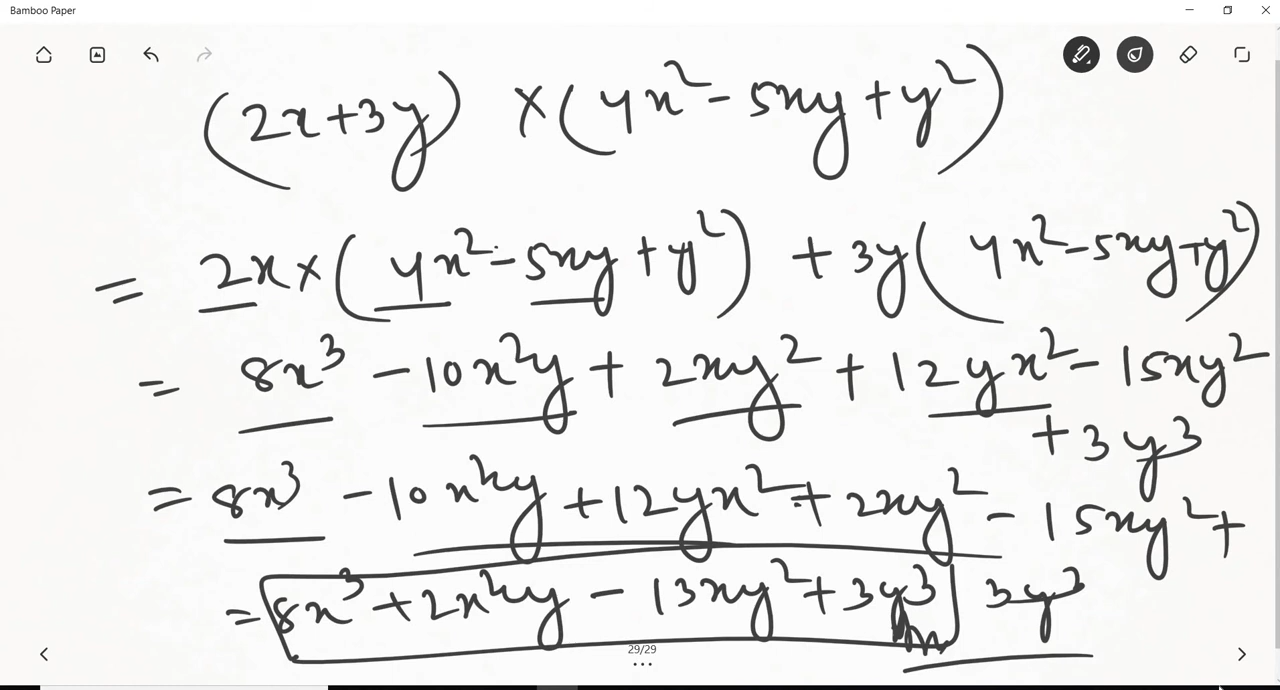 Bamboo Paper
(2x+3y) ×(4x²-5xy+y²)
= 2x×(4x²-5xy+y²) +3y(4x²-5xy+y²)
= 8x³ -10x²y + 2xy² + 12yx² - 15xy²
+ 3y³
= 8x³ -10x²y +12yx² + 2xy² - 15xy² +
3y³
= 8x³ + 2x²y - 13xy² + 3y³
29/29